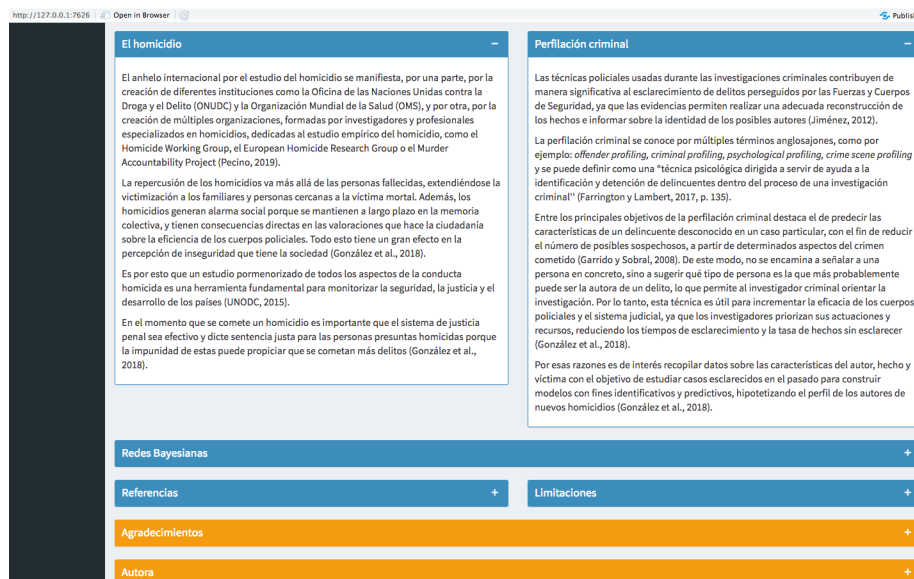 http://127.0.0.1:7626 Open in Browser Publish
El homicidio −
El anhelo internacional por el estudio del homicidio se manifiesta, por una parte, por la
creación de diferentes instituciones como la Oficina de las Naciones Unidas contra la
Droga y el Delito (ONUDC) y la Organización Mundial de la Salud (OMS), y por otra, por la
creación de múltiples organizaciones, formadas por investigadores y profesionales
especializados en homicidios, dedicadas al estudio empírico del homicidio, como el
Homicide Working Group, el European Homicide Research Group o el Murder
Accountability Project (Pecino, 2019).
La repercusión de los homicidios va más allá de las personas fallecidas, extendiéndose la
victimización a los familiares y personas cercanas a la víctima mortal. Además, los
homicidios generan alarma social porque se mantienen a largo plazo en la memoria
colectiva, y tienen consecuencias directas en las valoraciones que hace la ciudadanía
sobre la eficiencia de los cuerpos policiales. Todo esto tiene un gran efecto en la
percepción de inseguridad que tiene la sociedad (González et al., 2018).
Es por esto que un estudio pormenorizado de todos los aspectos de la conducta
homicida es una herramienta fundamental para monitorizar la seguridad, la justicia y el
desarrollo de los países (UNODC, 2015).
En el momento que se comete un homicidio es importante que el sistema de justicia
penal sea efectivo y dicte sentencia justa para las personas presuntas homicidas porque
la impunidad de estas puede propiciar que se cometan más delitos (González et al.,
2018).
Perfilación criminal −
Las técnicas policiales usadas durante las investigaciones criminales contribuyen de
manera significativa al esclarecimiento de delitos perseguidos por las Fuerzas y Cuerpos
de Seguridad, ya que las evidencias permiten realizar una adecuada reconstrucción de
los hechos e informar sobre la identidad de los posibles autores (Jiménez, 2012).
La perfilación criminal se conoce por múltiples términos anglosajones, como por
ejemplo: offender profiling, criminal profiling, psychological profiling, crime scene profiling
y se puede definir como una "técnica psicológica dirigida a servir de ayuda a la
identificación y detención de delincuentes dentro del proceso de una investigación
criminal'' (Farrington y Lambert, 2017, p. 135).
Entre los principales objetivos de la perfilación criminal destaca el de predecir las
características de un delincuente desconocido en un caso particular, con el fin de reducir
el número de posibles sospechosos, a partir de determinados aspectos del crimen
cometido (Garrido y Sobral, 2008). De este modo, no se encamina a señalar a una
persona en concreto, sino a sugerir qué tipo de persona es la que más probablemente
puede ser la autora de un delito, lo que permite al investigador criminal orientar la
investigación. Por lo tanto, esta técnica es útil para incrementar la eficacia de los cuerpos
policiales y el sistema judicial, ya que los investigadores priorizan sus actuaciones y
recursos, reduciendo los tiempos de esclarecimiento y la tasa de hechos sin esclarecer
(González et al., 2018).
Por esas razones es de interés recopilar datos sobre las características del autor, hecho y
víctima con el objetivo de estudiar casos esclarecidos en el pasado para construir
modelos con fines identificativos y predictivos, hipotetizando el perfil de los autores de
nuevos homicidios (González et al., 2018).
Redes Bayesianas +
Referencias +
Limitaciones +
Agradecimientos +
Autora +